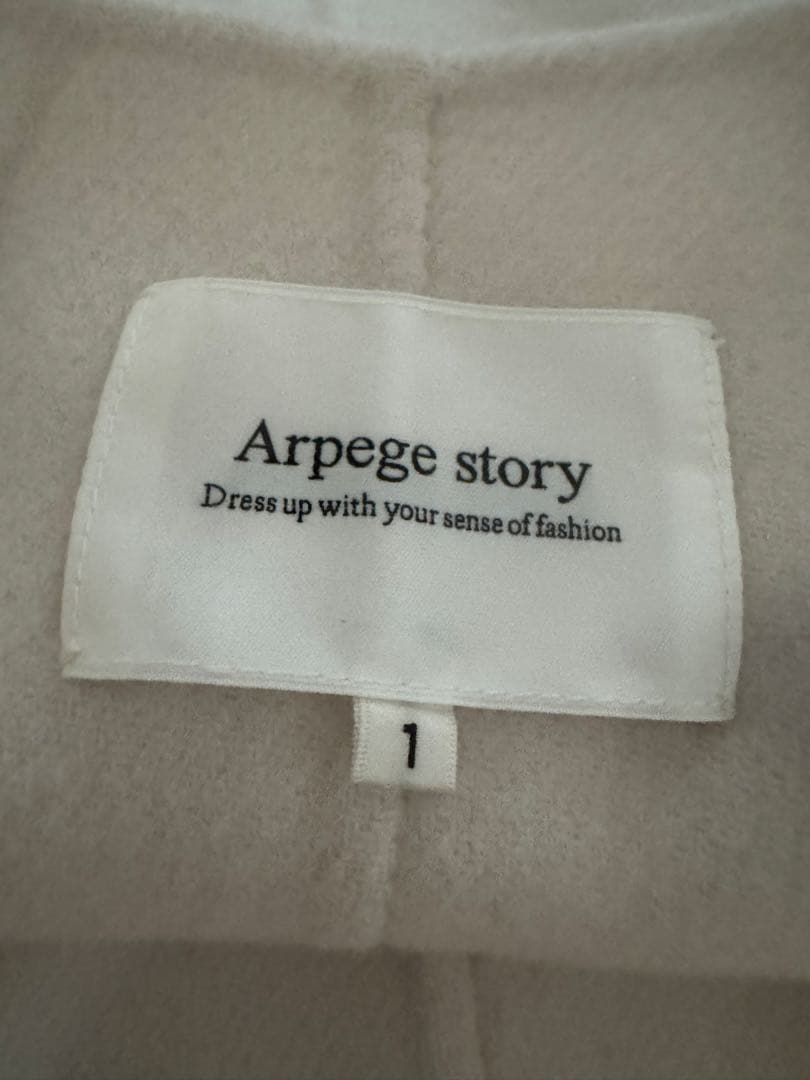 Arpege story
Dress up with your sense of fashion
1